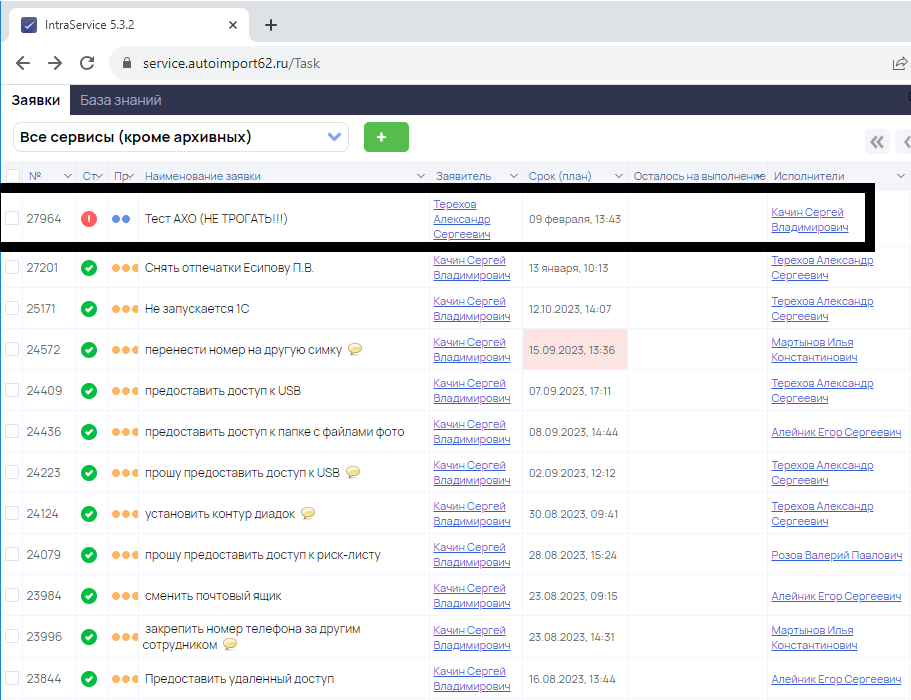 IntraService 5.3.2
service.autoimport62.ru/Task
Заявки База знаний
Все сервисы (кроме архивных)
№ Ст Пр Наименование заявки Заявитель Срок (план) Осталось на выполнение Исполнители
27964 Тест АХО (НЕ ТРОГАТЬ!!!) Терехов Александр Сергеевич 09 февраля, 13:43 Качин Сергей Владимирович
27201 Снять отпечатки Есипову П.В. Качин Сергей Владимирович 13 января, 10:13 Терехов Александр Сергеевич
25171 Не запускается 1С Качин Сергей Владимирович 12.10.2023, 14:07 Терехов Александр Сергеевич
24572 перенести номер на другую симку Качин Сергей Владимирович 15.09.2023, 13:36 Мартынов Илья Константинович
24409 предоставить доступ к USB Качин Сергей Владимирович 07.09.2023, 17:11 Терехов Александр Сергеевич
24436 предоставить доступ к папке с файлами фото Качин Сергей Владимирович 08.09.2023, 14:44 Алейник Егор Сергеевич
24223 прошу предоставить доступ к USB Качин Сергей Владимирович 02.09.2023, 12:12 Терехов Александр Сергеевич
24124 установить контур диадок Качин Сергей Владимирович 30.08.2023, 09:41 Терехов Александр Сергеевич
24079 прошу предоставить доступ к риск-листу Качин Сергей Владимирович 28.08.2023, 15:24 Розов Валерий Павлович
23984 сменить почтовый ящик Качин Сергей Владимирович 23.08.2023, 09:15 Алейник Егор Сергеевич
23996 закрепить номер телефона за другим сотрудником Качин Сергей Владимирович 23.08.2023, 14:31 Мартынов Илья Константинович
23844 Предоставить удаленный доступ Качин Сергей Владимирович 16.08.2023, 13:44 Алейник Егор Сергеевич